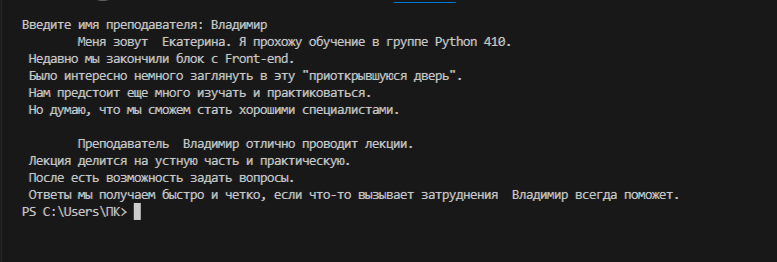 Введите имя преподавателя: Владимир
Меня зовут  Екатерина. Я прохожу обучение в группе Python 410.
Недавно мы закончили блок с Front-end.
Было интересно немного заглянуть в эту "приоткрывшуюся дверь".
Нам предстоит еще много изучать и практиковаться.
Но думаю, что мы сможем стать хорошими специалистами.
Преподаватель  Владимир отлично проводит лекции.
Лекция делится на устную часть и практическую.
После есть возможность задать вопросы.
Ответы мы получаем быстро и четко, если что-то вызывает затруднения  Владимир всегда поможет.
PS C:\Users\ПК>